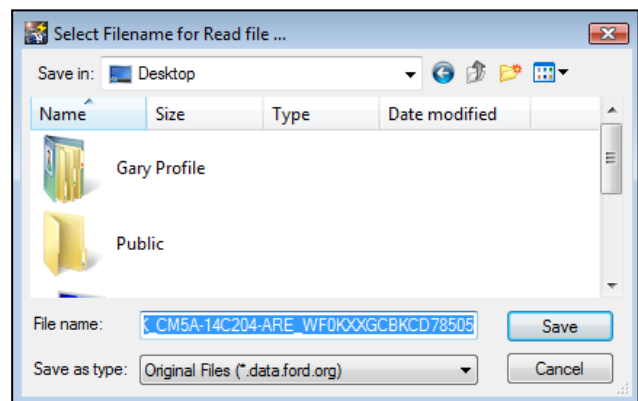 Select Filename for Read file ...
Save in: Desktop
Name Size Type Date modified
Gary Profile
Public
File name: _CM5A-14C204-ARE_WF0KXXGCBKCD78505 Save
Save as type: Original Files (*.data.ford.org) Cancel